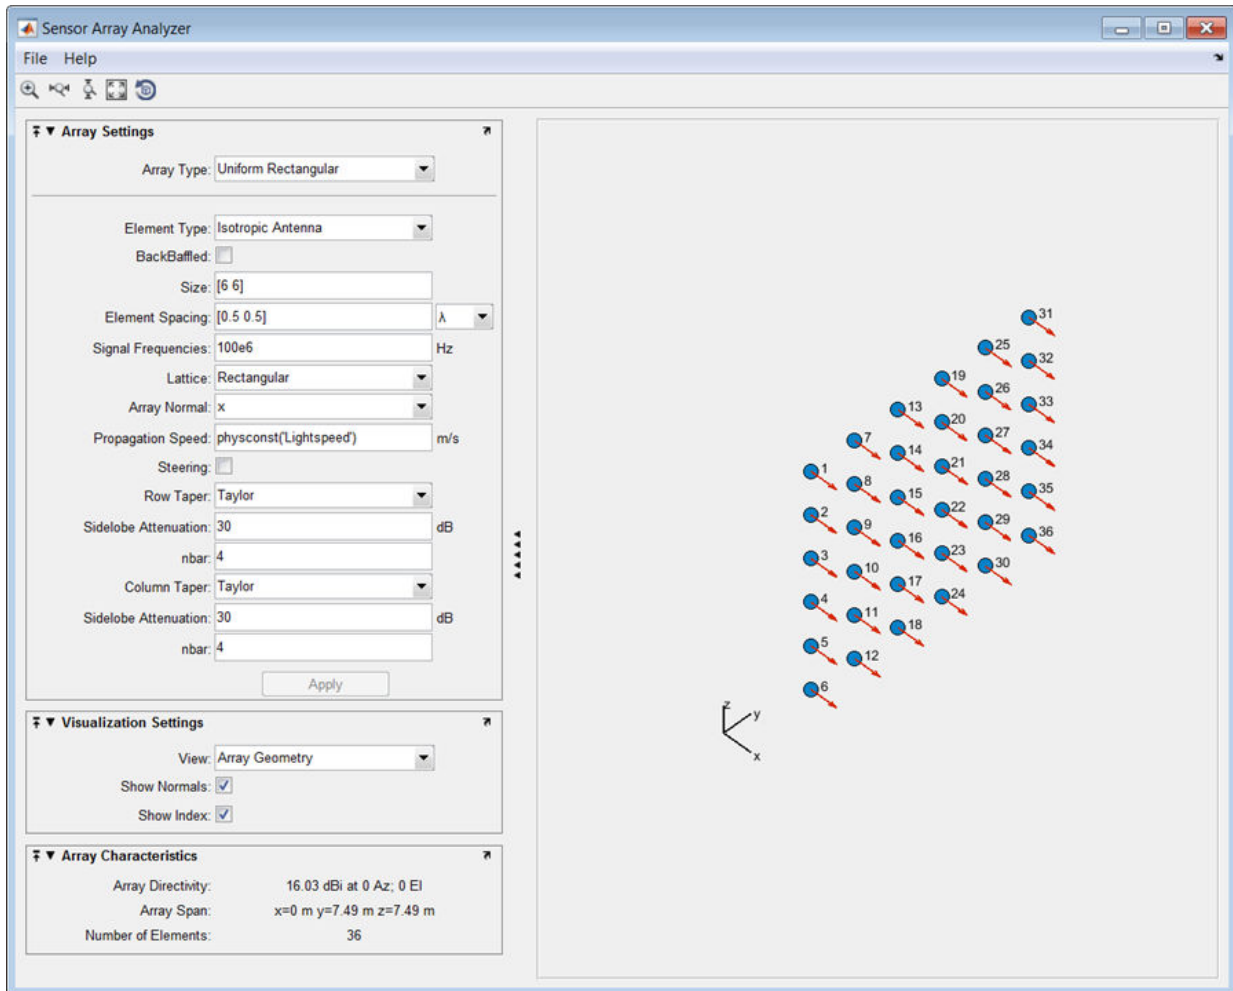 Sensor Array Analyzer
File Help
Array Settings
Array Type: Uniform Rectangular
Element Type: Isotropic Antenna
BackBaffled:
Size: [6 6]
Element Spacing: [0.5 0.5] λ
Signal Frequencies: 100e6 Hz
Lattice: Rectangular
Array Normal: x
Propagation Speed: physconst('Lightspeed') m/s
Steering:
Row Taper: Taylor
Sidelobe Attenuation: 30 dB
nbar: 4
Column Taper: Taylor
Sidelobe Attenuation: 30 dB
nbar: 4
Apply
Visualization Settings
View: Array Geometry
Show Normals:
Show Index:
Array Characteristics
Array Directivity: 16.03 dBi at 0 Az; 0 El
Array Span: x=0 m y=7.49 m z=7.49 m
Number of Elements: 36
31
25 32
19 26 33
13 20 27 34
7 14 21 28 35
1 8 15 22 29 36
2 9 16 23 30
3 10 17 24
4 11 18
5 12
6
z
y
x